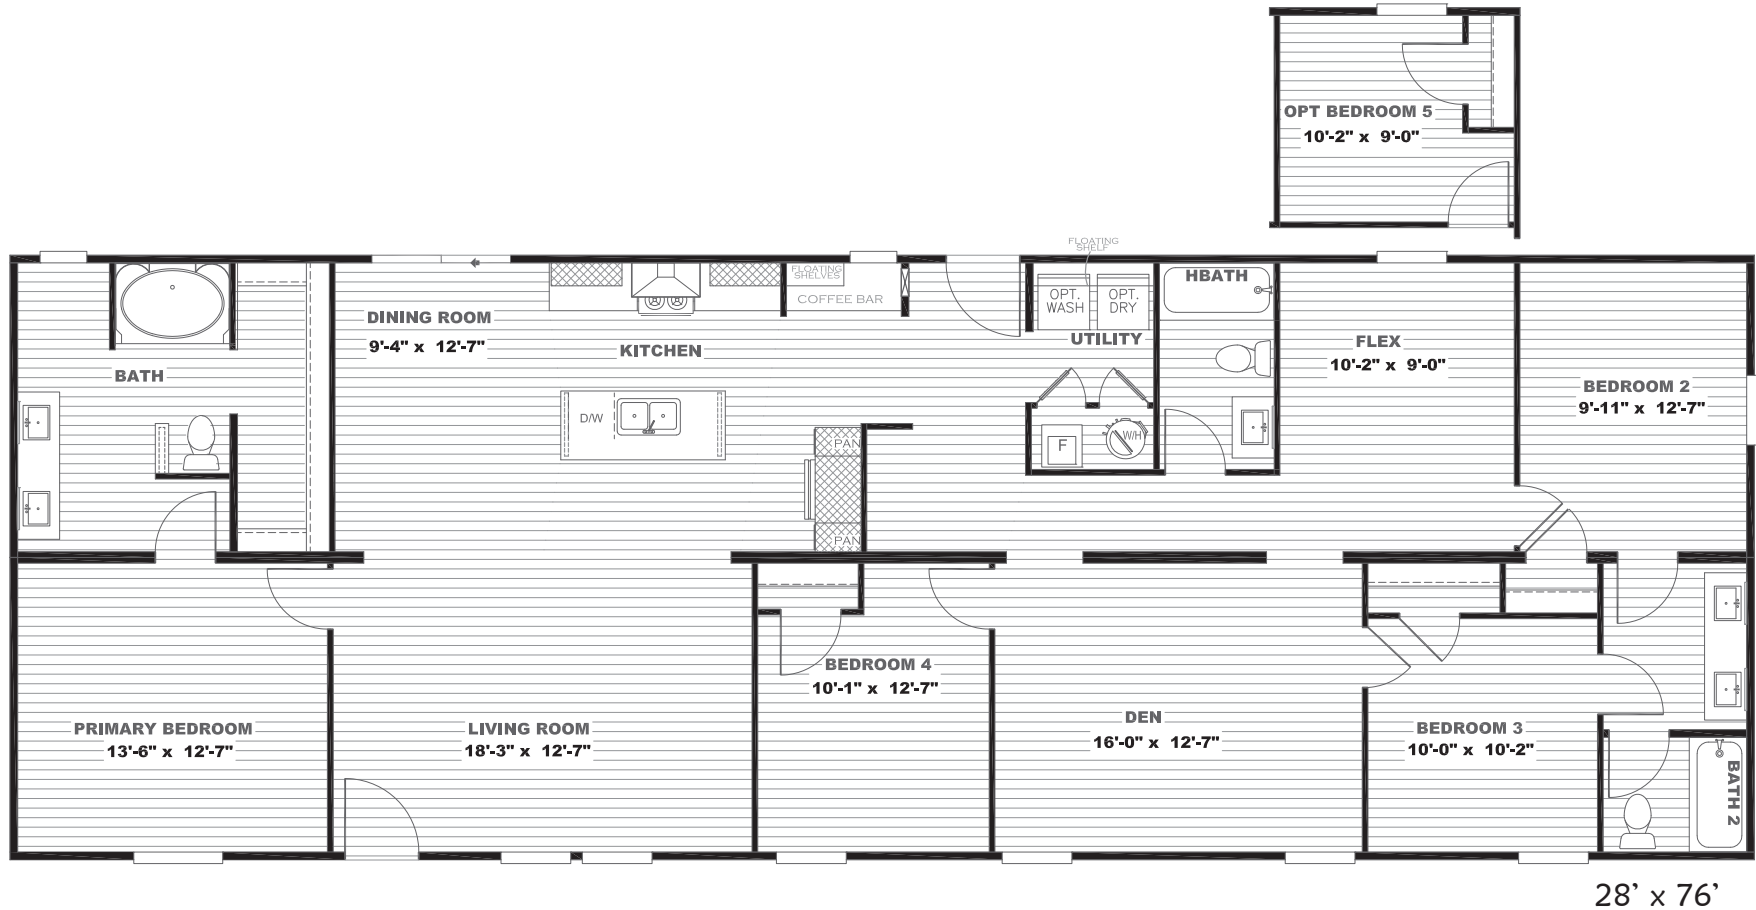 OPT BEDROOM 5
10'-2" x 9'-0"
FLOATING
SHELF
FLOATING
SHELVES
COFFEE BAR
OPT.
WASH
OPT.
DRY
HBATH
DINING ROOM
9'-4" x 12'-7"
KITCHEN
UTILITY
FLEX
10'-2" x 9'-0"
BATH
BEDROOM 2
9'-11" x 12'-7"
D/W
PAN
F
W/H
PAN
BEDROOM 4
10'-1" x 12'-7"
PRIMARY BEDROOM
13'-6" x 12'-7"
LIVING ROOM
18'-3" x 12'-7"
DEN
16'-0" x 12'-7"
BEDROOM 3
10'-0" x 10'-2"
BATH 2
28' x 76'